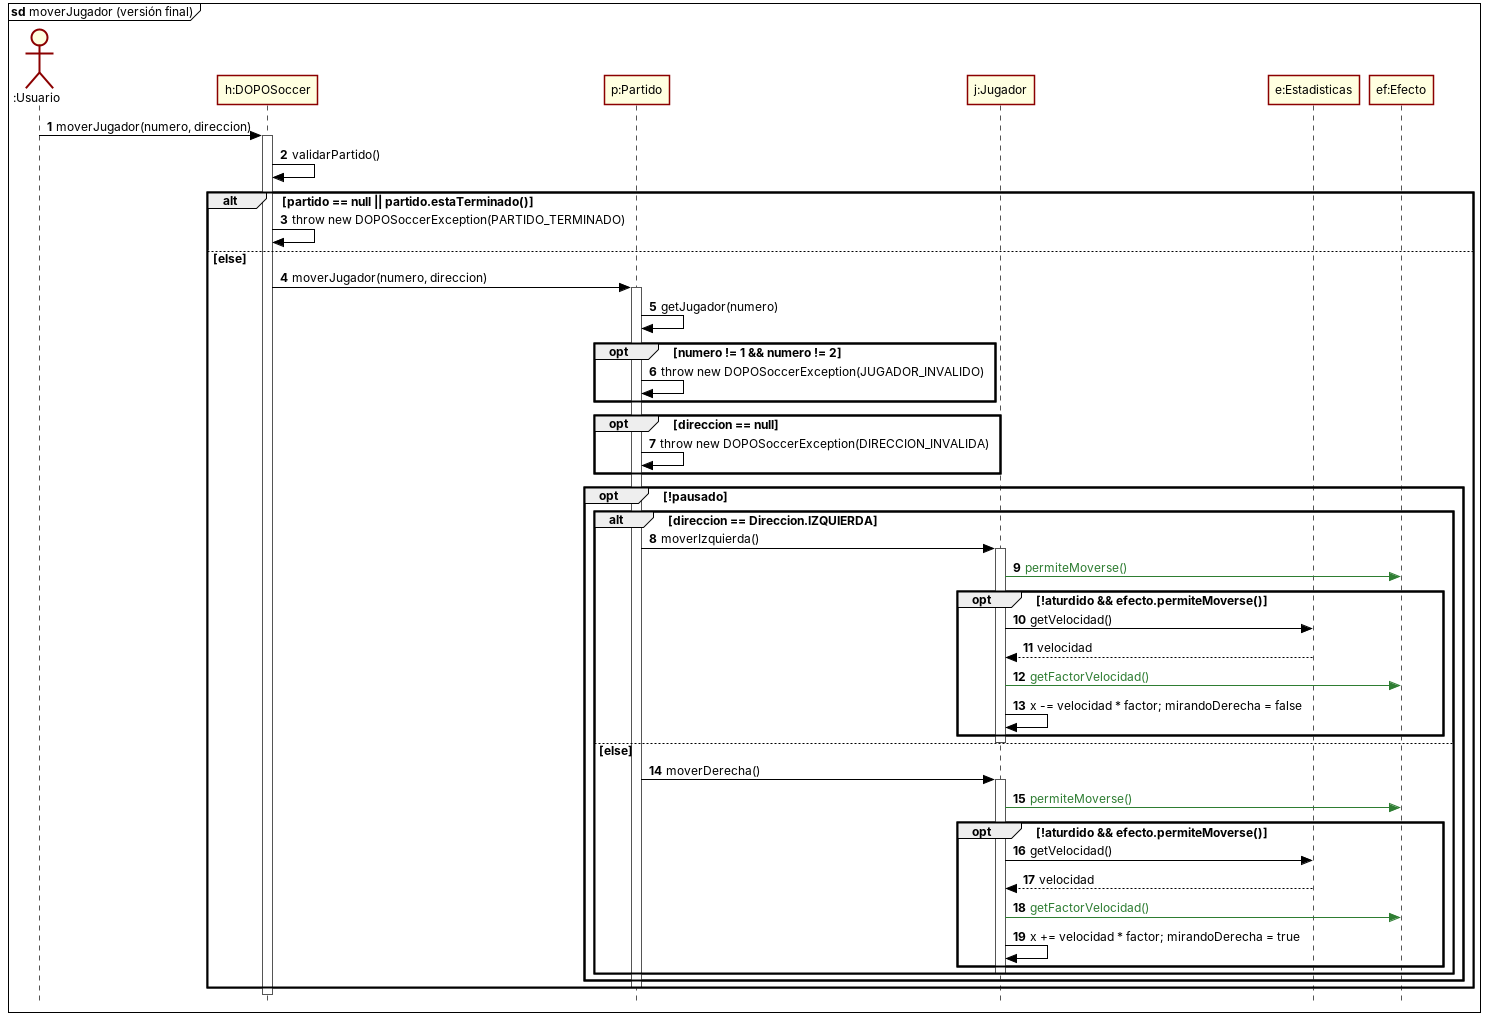 sd moverJugador (versión final)
:Usuario
h:DOPOSoccer
p:Partido
j:Jugador
e:Estadisticas
ef:Efecto
1 moverJugador(numero, direccion)
2 validarPartido()
alt [partido == null || partido.estaTerminado()]
3 throw new DOPOSoccerException(PARTIDO_TERMINADO)
[else]
4 moverJugador(numero, direccion)
5 getJugador(numero)
opt [numero != 1 && numero != 2]
6 throw new DOPOSoccerException(JUGADOR_INVALIDO)
opt [direccion == null]
7 throw new DOPOSoccerException(DIRECCION_INVALIDA)
opt [!pausado]
alt [direccion == Direccion.IZQUIERDA]
8 moverIzquierda()
9 permiteMoverse()
opt [!aturdido && efecto.permiteMoverse()]
10 getVelocidad()
11 velocidad
12 getFactorVelocidad()
13 x -= velocidad * factor; mirandoDerecha = false
[else]
14 moverDerecha()
15 permiteMoverse()
opt [!aturdido && efecto.permiteMoverse()]
16 getVelocidad()
17 velocidad
18 getFactorVelocidad()
19 x += velocidad * factor; mirandoDerecha = true